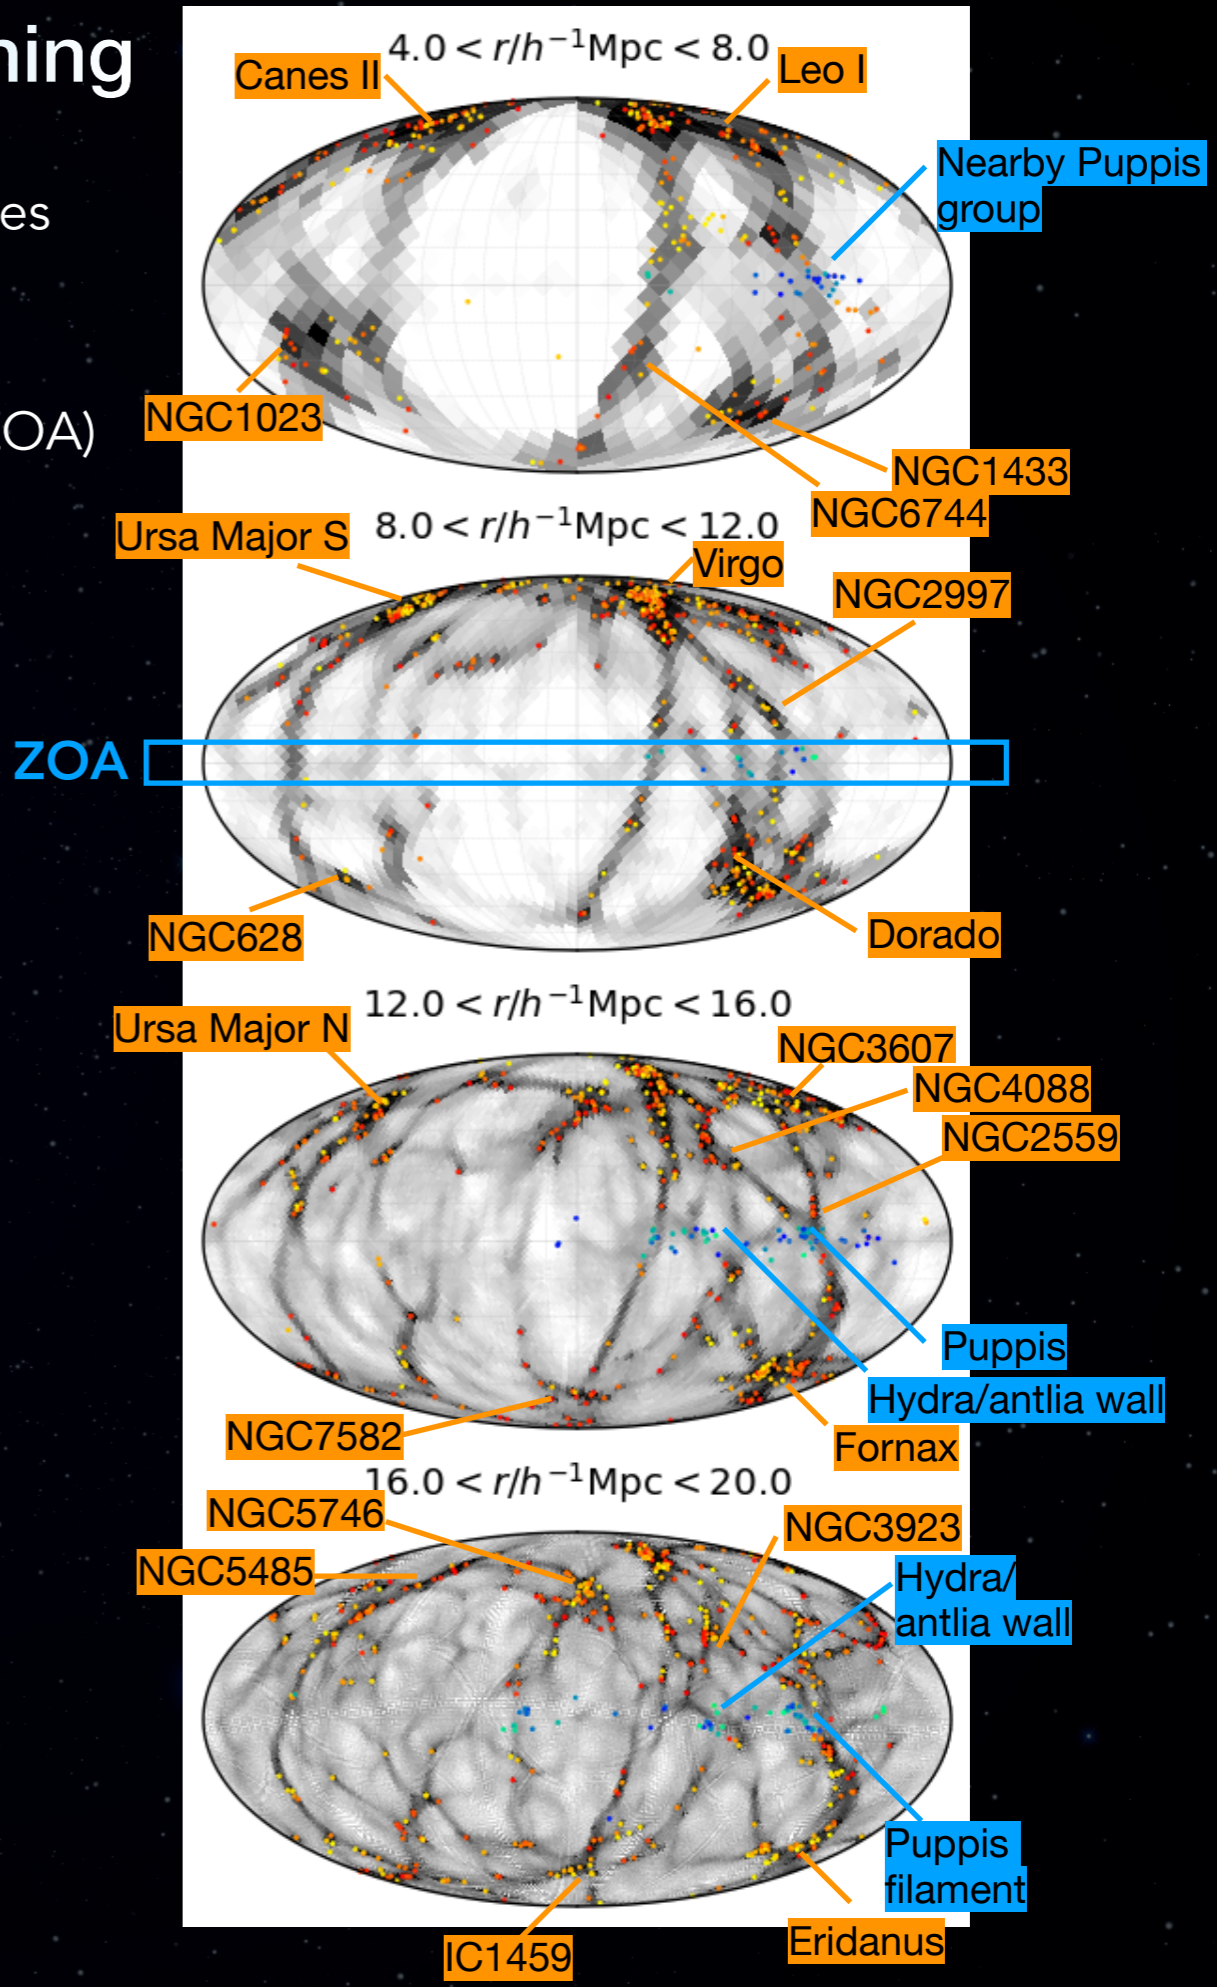 ning
es
OA)
4.0 < r/h⁻¹Mpc < 8.0
Canes II
Leo I
Nearby Puppis
group
NGC1023
NGC1433
NGC6744
8.0 < r/h⁻¹Mpc < 12.0
Ursa Major S
Virgo
NGC2997
ZOA
NGC628
Dorado
12.0 < r/h⁻¹Mpc < 16.0
Ursa Major N
NGC3607
NGC4088
NGC2559
Puppis
Hydra/antlia wall
NGC7582
Fornax
16.0 < r/h⁻¹Mpc < 20.0
NGC5746
NGC3923
NGC5485
Hydra/
antlia wall
Puppis
filament
Eridanus
IC1459